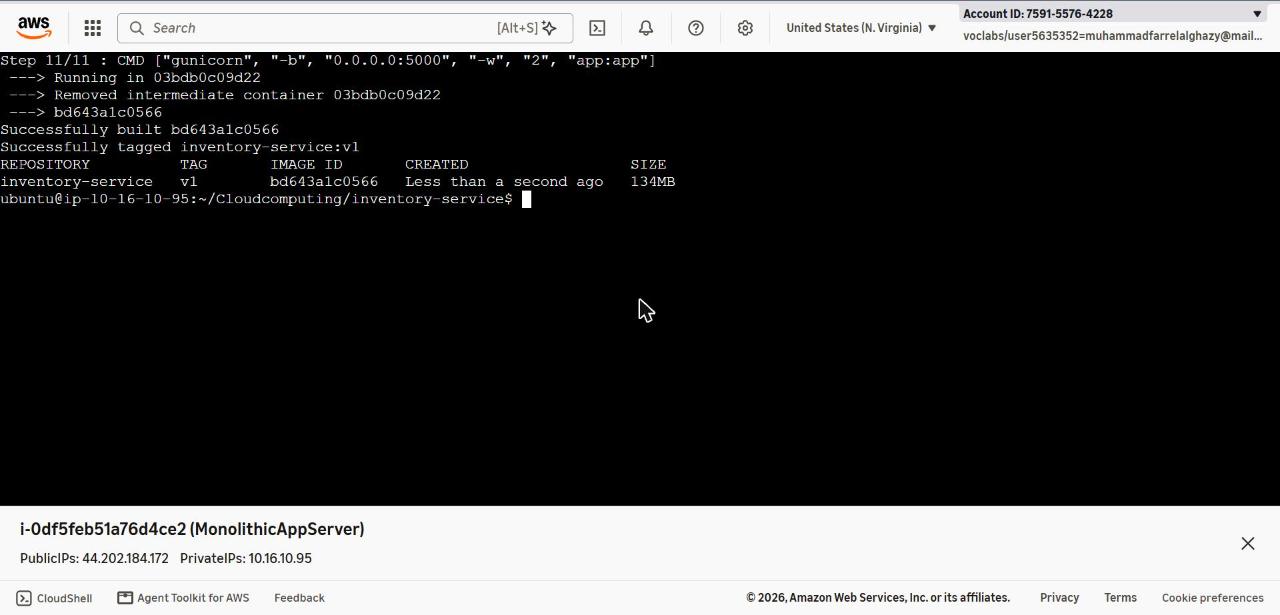 aws
Search
[Alt+S]
United States (N. Virginia)
Account ID: 7591-5576-4228
voclabs/user5635352=muhammadfarrelalghazy@mail...
Step 11/11 : CMD ["gunicorn", "-b", "0.0.0.0:5000", "-w", "2", "app:app"]
 ---> Running in 03bdb0c09d22
 ---> Removed intermediate container 03bdb0c09d22
 ---> bd643a1c0566
Successfully built bd643a1c0566
Successfully tagged inventory-service:v1
REPOSITORY          TAG       IMAGE ID       CREATED                  SIZE
inventory-service   v1        bd643a1c0566   Less than a second ago   134MB
ubuntu@ip-10-16-10-95:~/Cloudcomputing/inventory-service$
i-0df5feb51a76d4ce2 (MonolithicAppServer)
PublicIPs: 44.202.184.172   PrivateIPs: 10.16.10.95
CloudShell
Agent Toolkit for AWS
Feedback
© 2026, Amazon Web Services, Inc. or its affiliates.
Privacy
Terms
Cookie preferences